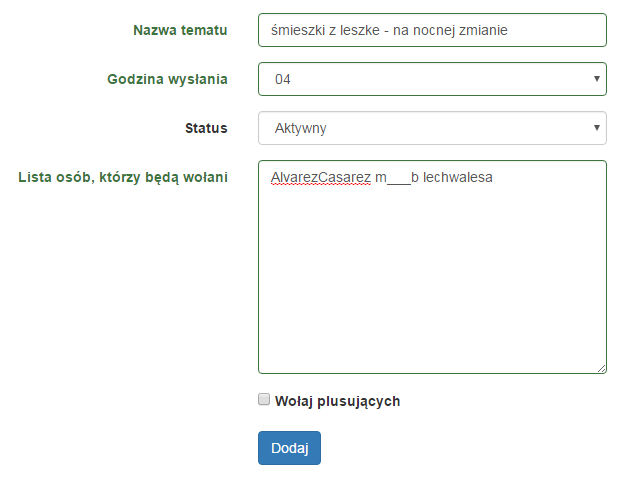 Nazwa tematu śmieszki z leszke - na nocnej zmianie
Godzina wysłania 04
Status Aktywny
Lista osób, którzy będą wołani AlvarezCasarez m___b lechwalesa
Wołaj plusujących
Dodaj